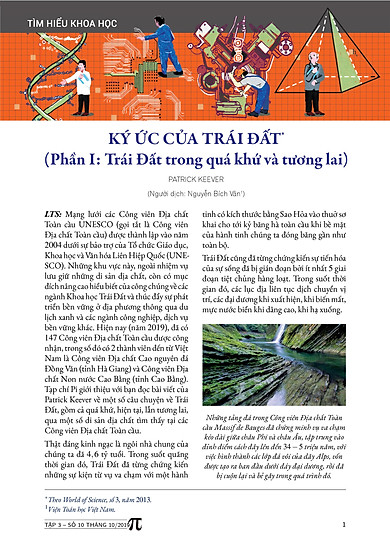 TÌM HIỂU KHOA HỌC
KÝ ỨC CỦA TRÁI ĐẤT*
(Phần I: Trái Đất trong quá khứ và tương lai)
PATRICK KEEVER
(Người dịch: Nguyễn Bích Vân¹)
LTS: Mạng lưới các Công viên Địa chất
Toàn cầu UNESCO (gọi tắt là Công viên
Địa chất Toàn cầu) được thành lập vào năm
2004 dưới sự bảo trợ của Tổ chức Giáo dục,
Khoa học và Văn hóa Liên Hiệp Quốc (UNE-
SCO). Những khu vực này, ngoài nhiệm vụ
lưu giữ những di sản địa chất, còn có mục
đích nâng cao hiểu biết của công chúng về các
ngành Khoa học Trái Đất và thúc đẩy sự phát
triển bền vững ở địa phương thông qua du
lịch xanh và các ngành công nghiệp, dịch vụ
bền vững khác. Hiện nay (năm 2019), đã có
147 Công viên Địa chất Toàn cầu được công
nhận, trong số đó có 2 thành viên đến từ Việt
Nam là Công viên Địa chất Cao nguyên đá
Đồng Văn (tỉnh Hà Giang) và Công viên Địa
chất Non nước Cao Bằng (tỉnh Cao Bằng).
Tạp chí Pi giới thiệu với bạn đọc bài viết của
Patrick Keever về một số câu chuyện về Trái
Đất, gồm cả quá khứ, hiện tại, lẫn tương lai,
qua một số di sản địa chất tìm thấy tại các
Công viên Địa chất Toàn cầu.
Thật đáng kinh ngạc là ngôi nhà chung của
chúng ta đã 4,6 tỷ tuổi. Trong suốt quãng
thời gian đó, Trái Đất đã từng chứng kiến
những sự kiện từ vụ va chạm với một hành
tinh có kích thước bằng Sao Hỏa vào thuở sơ
khai cho tới kỷ băng hà toàn cầu khi bề mặt
của hành tinh chúng ta đóng băng gần như
toàn bộ.
Trái Đất cũng đã từng chứng kiến sự tiến hóa
của sự sống đã bị gián đoạn bởi ít nhất 5 giai
đoạn tiệt chủng hàng loạt. Trong suốt thời
gian đó, các lục địa liên tục dịch chuyển vị
trí, các đại dương khi xuất hiện, khi biến mất,
mực nước biển khi dâng cao, khi hạ xuống.
Những tảng đá trong Công viên Địa chất Toàn
cầu Massif de Bauges đã chứng minh vụ va chạm
kéo dài giữa châu Phi và châu Âu, tập trung vào
đỉnh điểm cách đây lên đến 34 – 5 triệu năm, với
việc hình thành các lớp đá vôi của dãy Alps, vốn
được tạo ra ban đầu dưới đáy đại dương, rồi đã
bị cuộn lại và bẻ gãy trong quá trình đó.
* Theo World of Science, số 3, năm 2013.
¹ Viện Toán học Việt Nam.
TẬP 3 – SỐ 10 THÁNG 10/2019
1